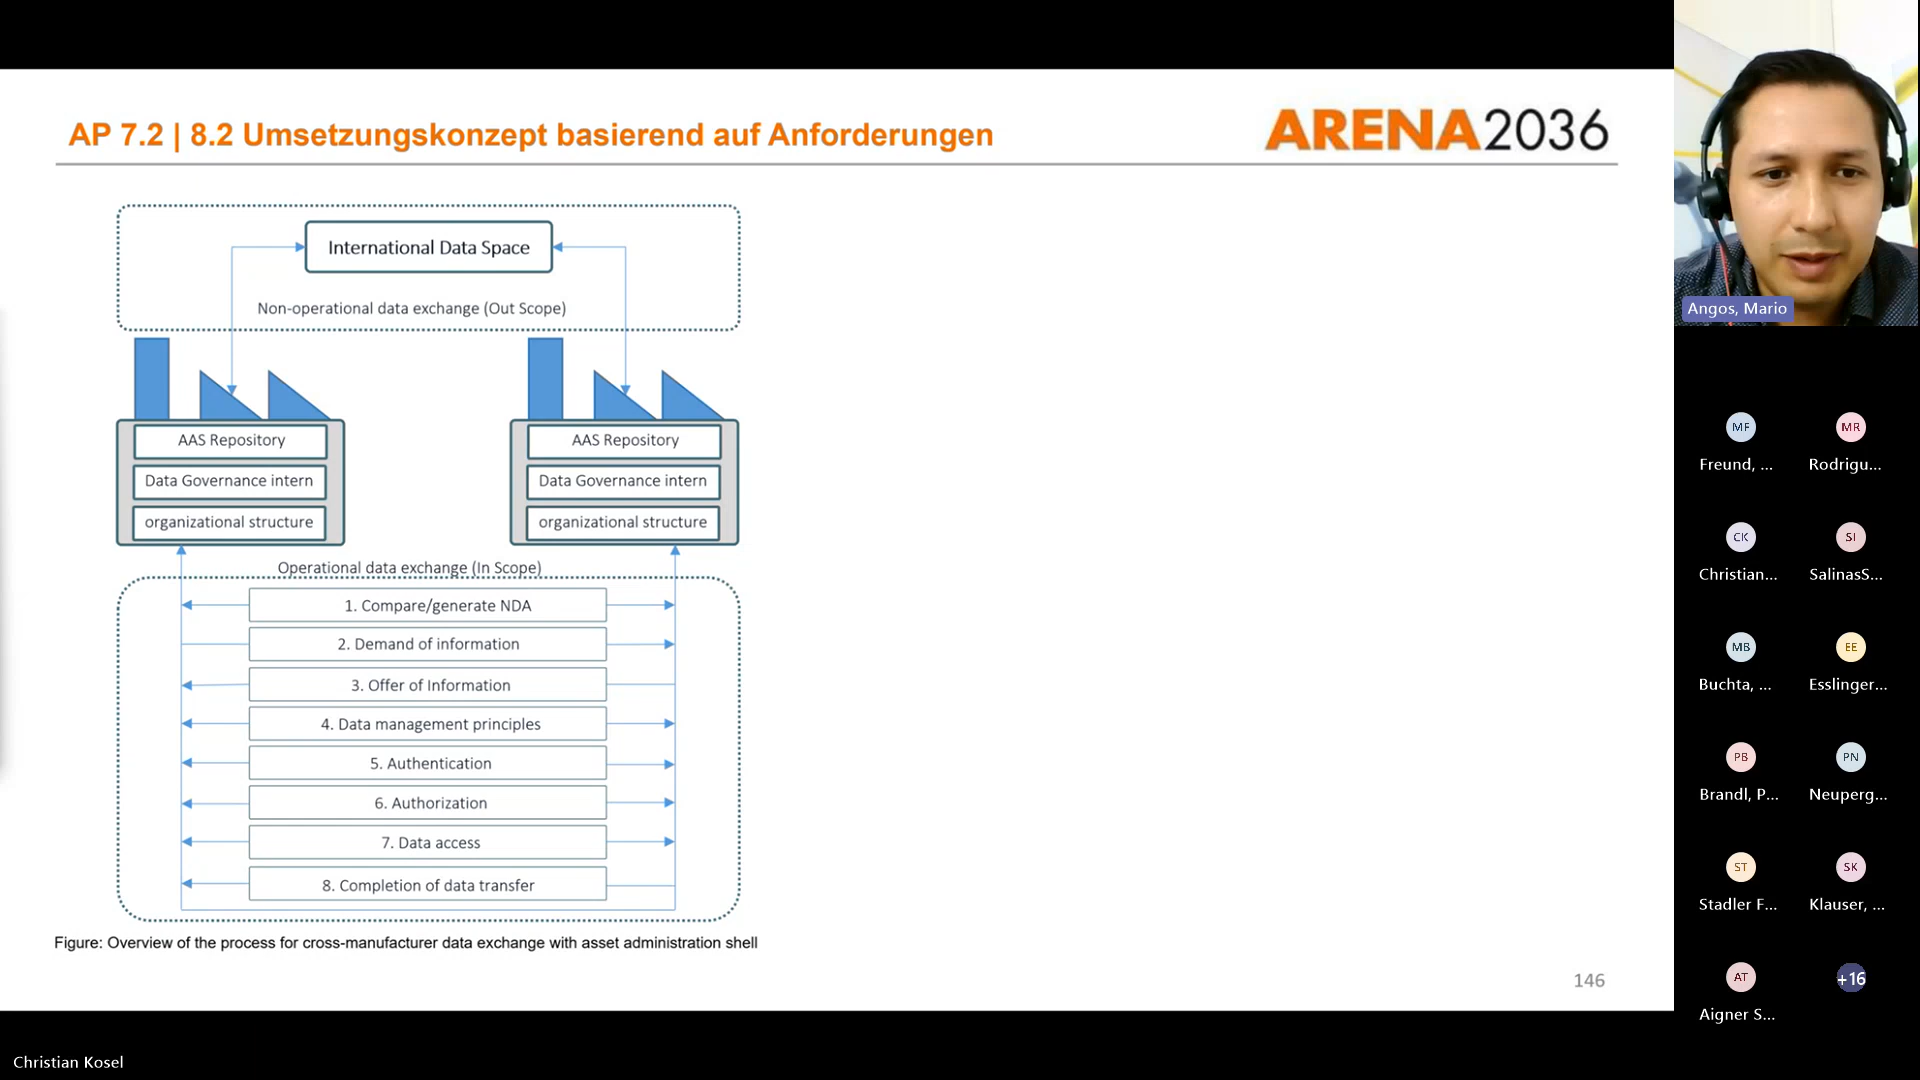 AP 7.2 | 8.2 Umsetzungskonzept basierend auf Anforderungen
ARENA2036
International Data Space
Non-operational data exchange (Out Scope)
AAS Repository
Data Governance intern
organizational structure
AAS Repository
Data Governance intern
organizational structure
Operational data exchange (In Scope)
1. Compare/generate NDA
2. Demand of information
3. Offer of Information
4. Data management principles
5. Authentication
6. Authorization
7. Data access
8. Completion of data transfer
Figure: Overview of the process for cross-manufacturer data exchange with asset administration shell
146
Christian Kosel
Angos, Mario
MF
Freund, ...
MR
Rodrigu...
CK
Christian...
SI
SalinasS...
MB
Buchta, ...
EE
Esslinger...
PB
Brandl, P...
PN
Neuperg...
ST
Stadler F...
SK
Klauser, ...
AT
Aigner S...
+16